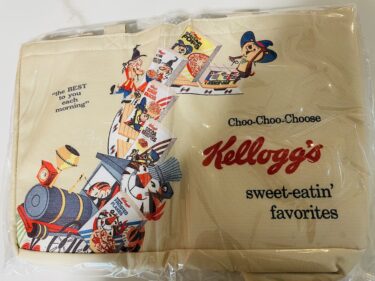 "the BEST
to you
each
morning"
Choo-Choo-Choose
Kellogg's
sweet-eatin'
favorites